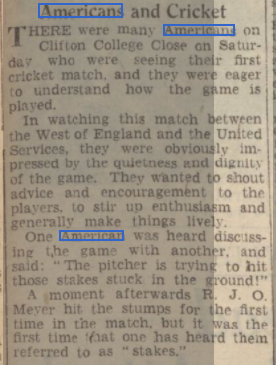 Americans and Cricket
THERE were many Americans on
Clifton College Close on Satur-
day who were seeing their first
cricket match, and they were eager
to understand how the game is
played.
In watching this match between
the West of England and the United
Services, they were obviously im-
pressed by the quietness and dignity
of the game. They wanted to shout
advice and encouragement to the
players, to stir up enthusiasm and
generally make things lively.
One American was heard discuss-
ing the game with another, and
said: "The pitcher is trying to hit
those stakes stuck in the ground!"
A moment afterwards R. J. O.
Meyer hit the stumps for the first
time in the match, but it was the
first time that one has heard them
referred to as "stakes."